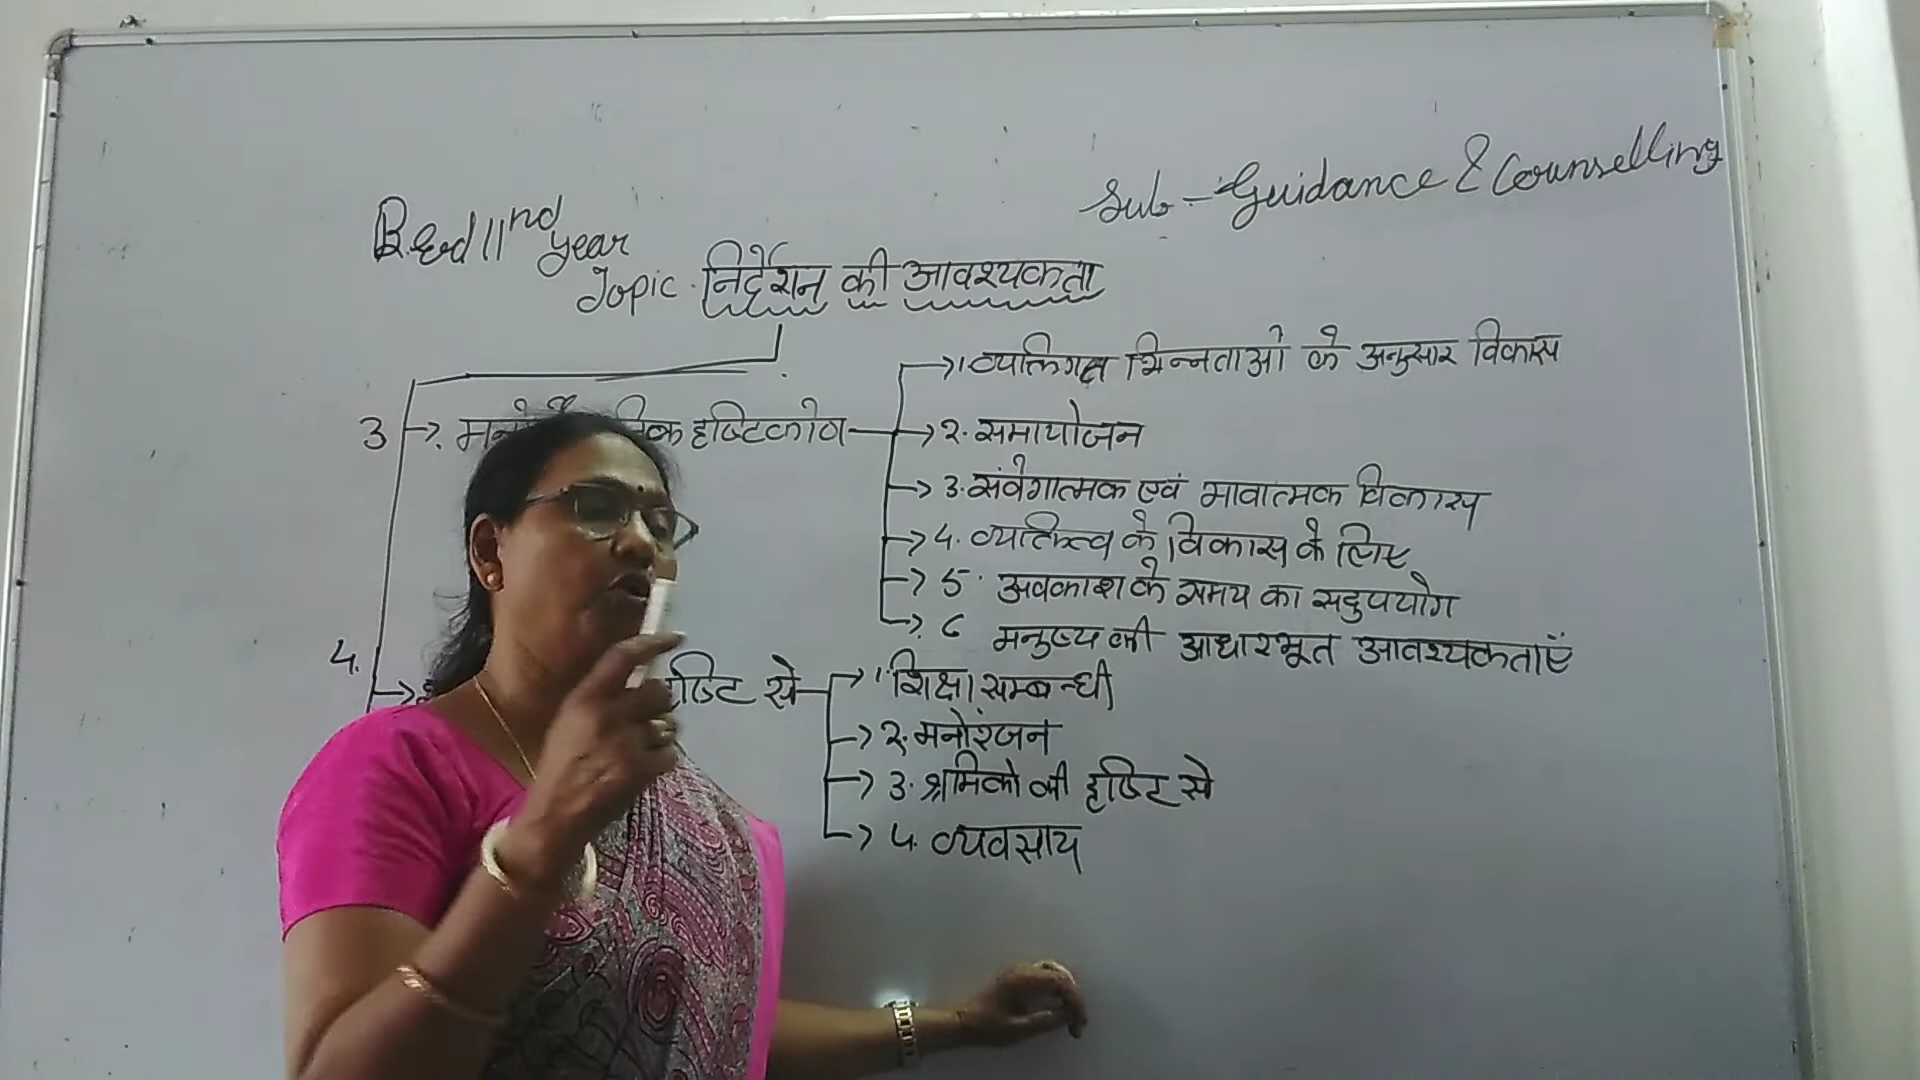 Sub - Guidance & Counselling
B.Ed IInd year
Topic. निर्देशन की आवश्यकता
→ 1. व्यक्तिगत भिन्नताओं के अनुसार विकास
3 → दृष्टिकोण
→ 2. समायोजन
→ 3. संवेगात्मक एवं भावात्मक विकास
→ 4. व्यक्तित्व के विकास के लिए
→ 5. अवकाश के समय का सदुपयोग
→ 6 मनुष्य की आधारभूत आवश्यकताएँ
4. → दृष्टि से
→ 1. शिक्षा सम्बन्धी
→ 2. मनोरंजन
→ 3. श्रमिकों की दृष्टि से
→ 4. व्यवसाय